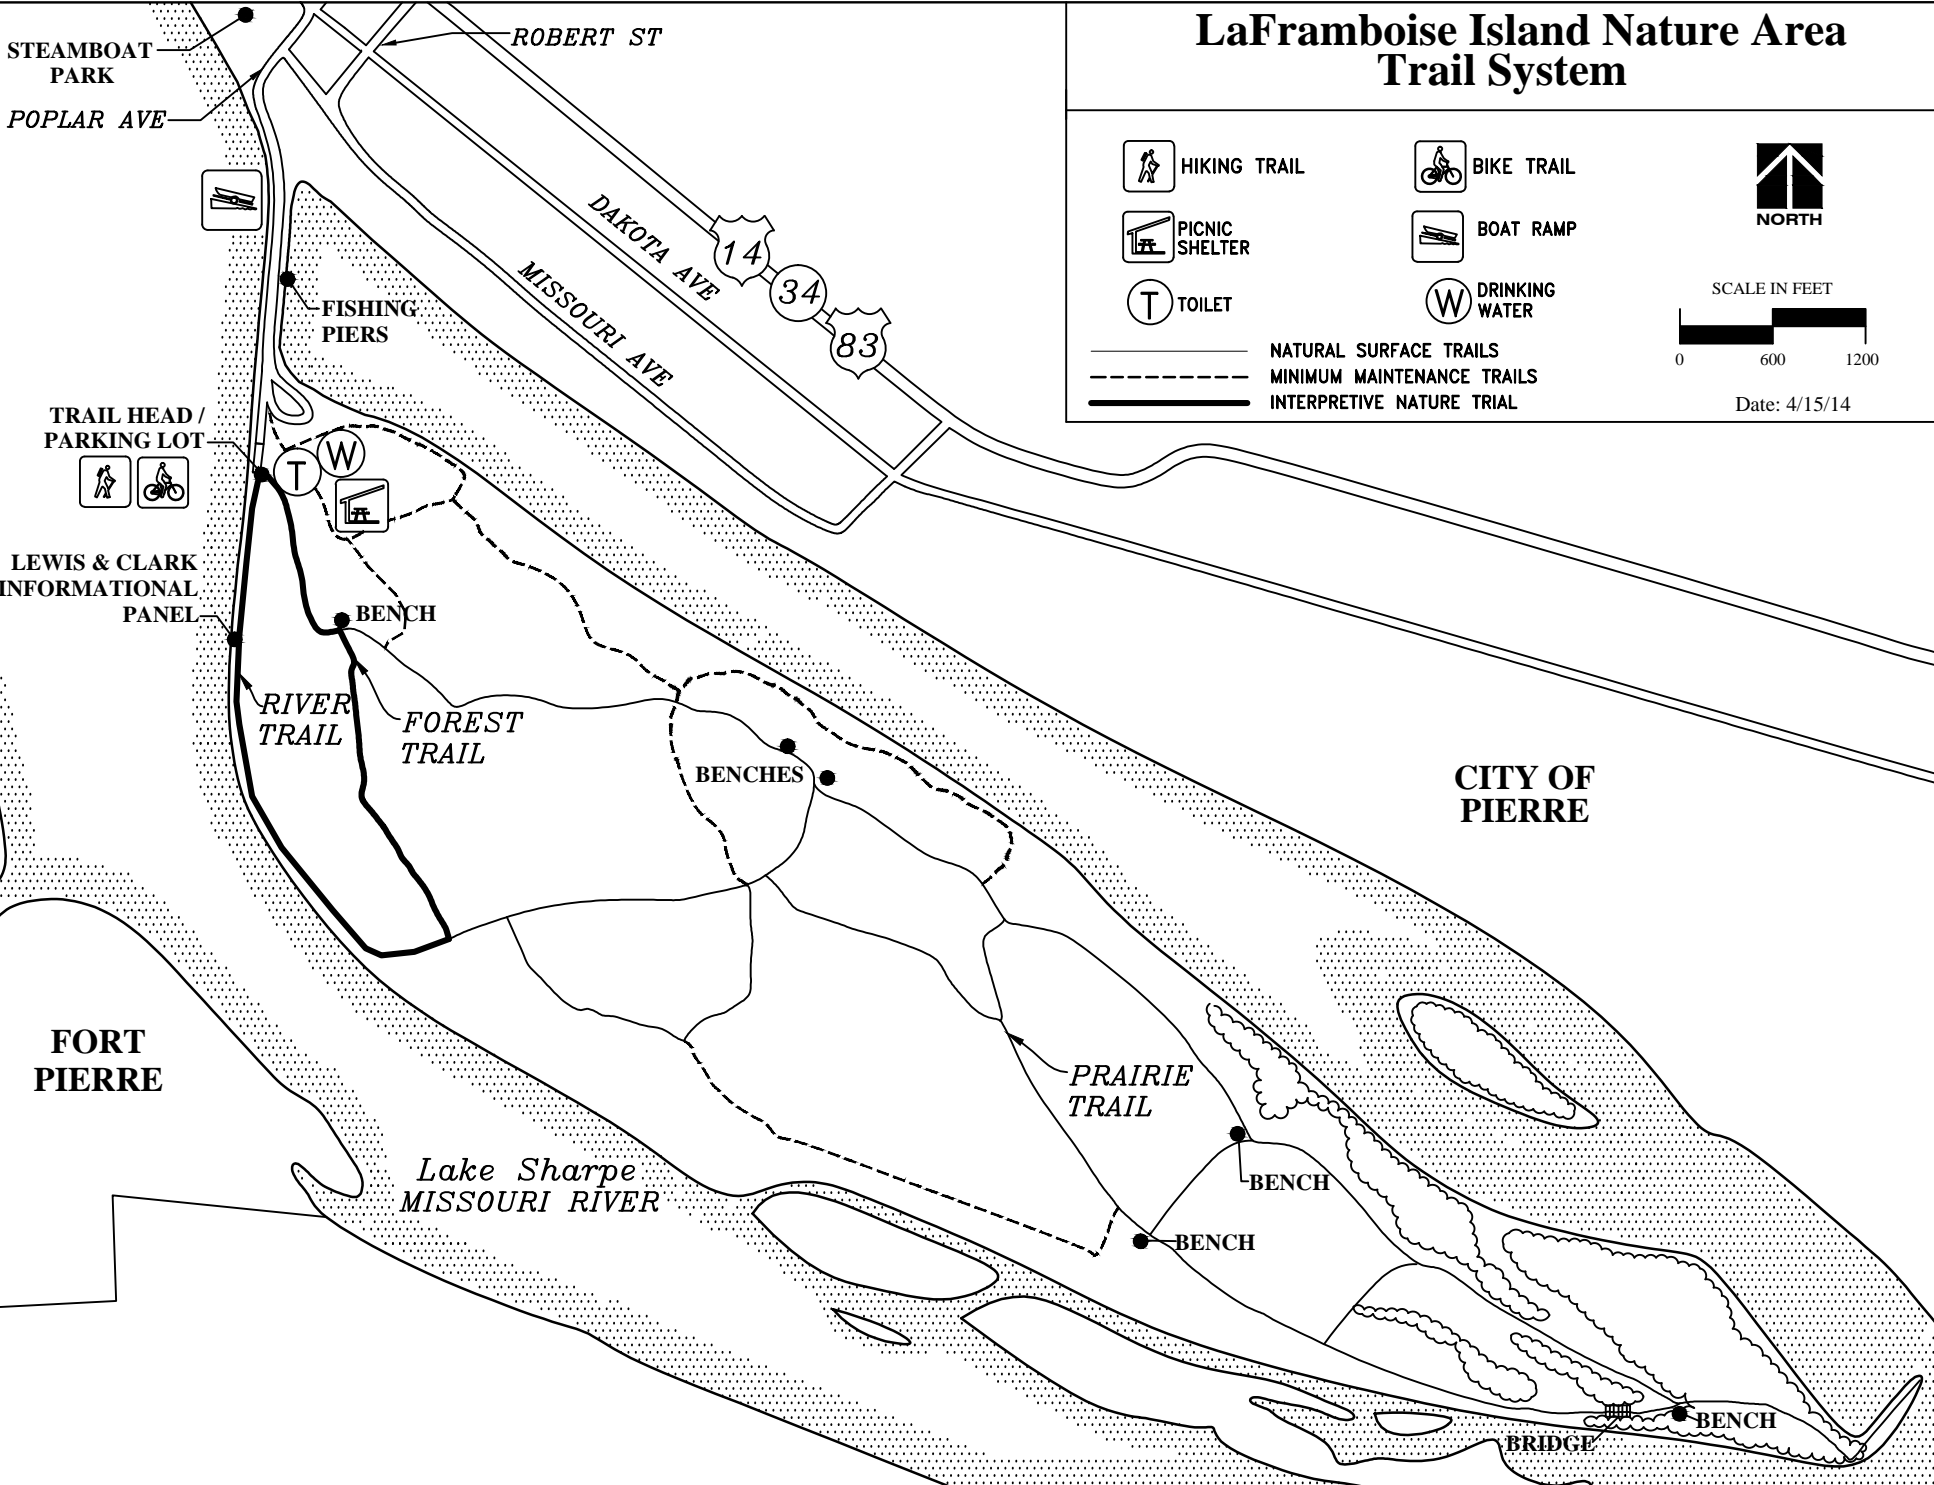 LaFramboise Island Nature Area
Trail System
HIKING TRAIL
BIKE TRAIL
PICNIC
SHELTER
BOAT RAMP
T
TOILET
W
DRINKING
WATER
NORTH
SCALE IN FEET
0
600
1200
NATURAL SURFACE TRAILS
MINIMUM MAINTENANCE TRAILS
INTERPRETIVE NATURE TRIAL
Date: 4/15/14
STEAMBOAT
PARK
ROBERT ST
POPLAR AVE
DAKOTA AVE
MISSOURI AVE
14
34
83
FISHING
PIERS
TRAIL HEAD /
PARKING LOT
T
W
LEWIS & CLARK
INFORMATIONAL
PANEL
BENCH
RIVER
TRAIL
FOREST
TRAIL
BENCHES
CITY OF
PIERRE
FORT
PIERRE
PRAIRIE
TRAIL
Lake Sharpe
MISSOURI RIVER
BENCH
BENCH
BENCH
BRIDGE